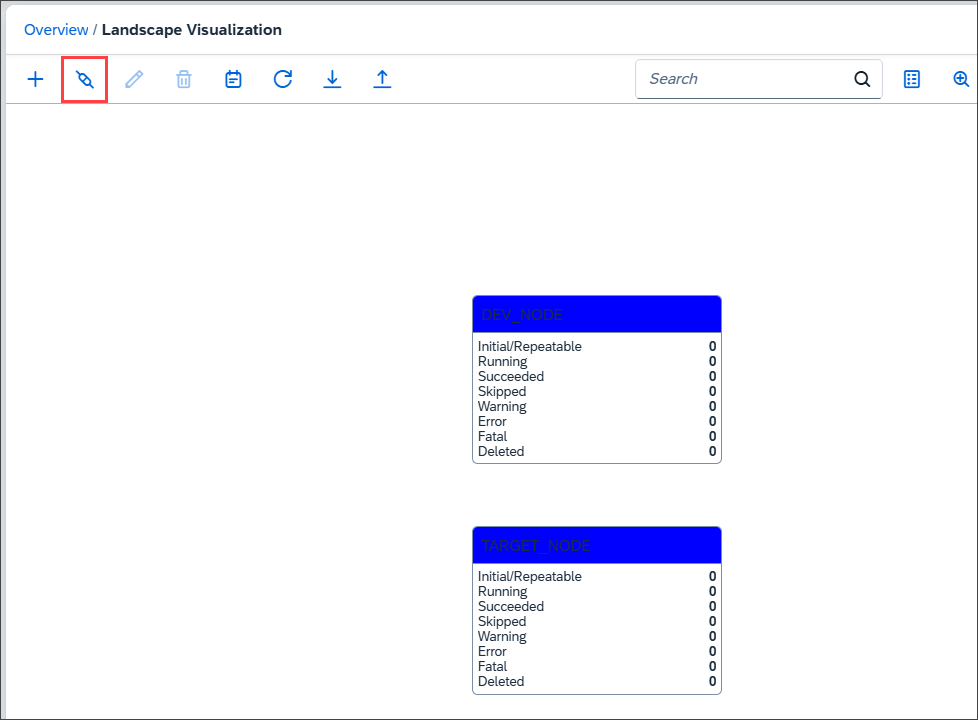 Overview / Landscape Visualization
Search
DEV_NODE
Initial/Repeatable 0
Running 0
Succeeded 0
Skipped 0
Warning 0
Error 0
Fatal 0
Deleted 0
TARGET_NODE
Initial/Repeatable 0
Running 0
Succeeded 0
Skipped 0
Warning 0
Error 0
Fatal 0
Deleted 0